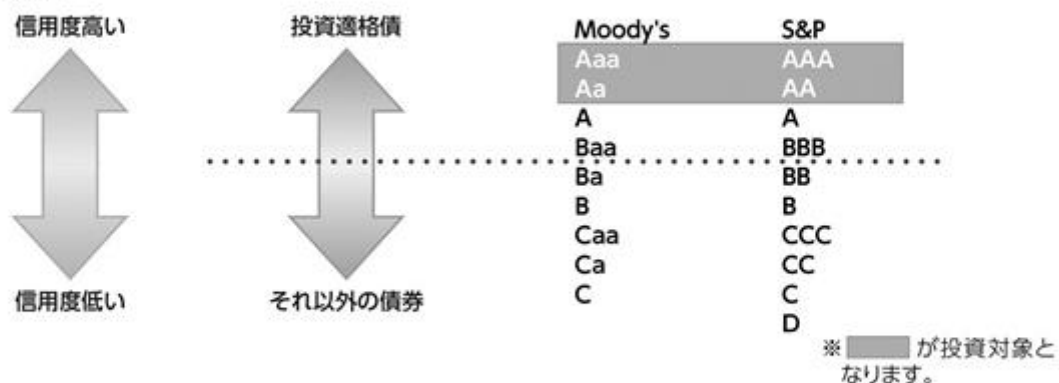 信用度高い
投資適格債
Moody's S&P
Aaa AAA
Aa AA
A A
Baa BBB
Ba BB
B B
Caa CCC
Ca CC
C C
D
信用度低い
それ以外の債券
※ が投資対象と
なります。